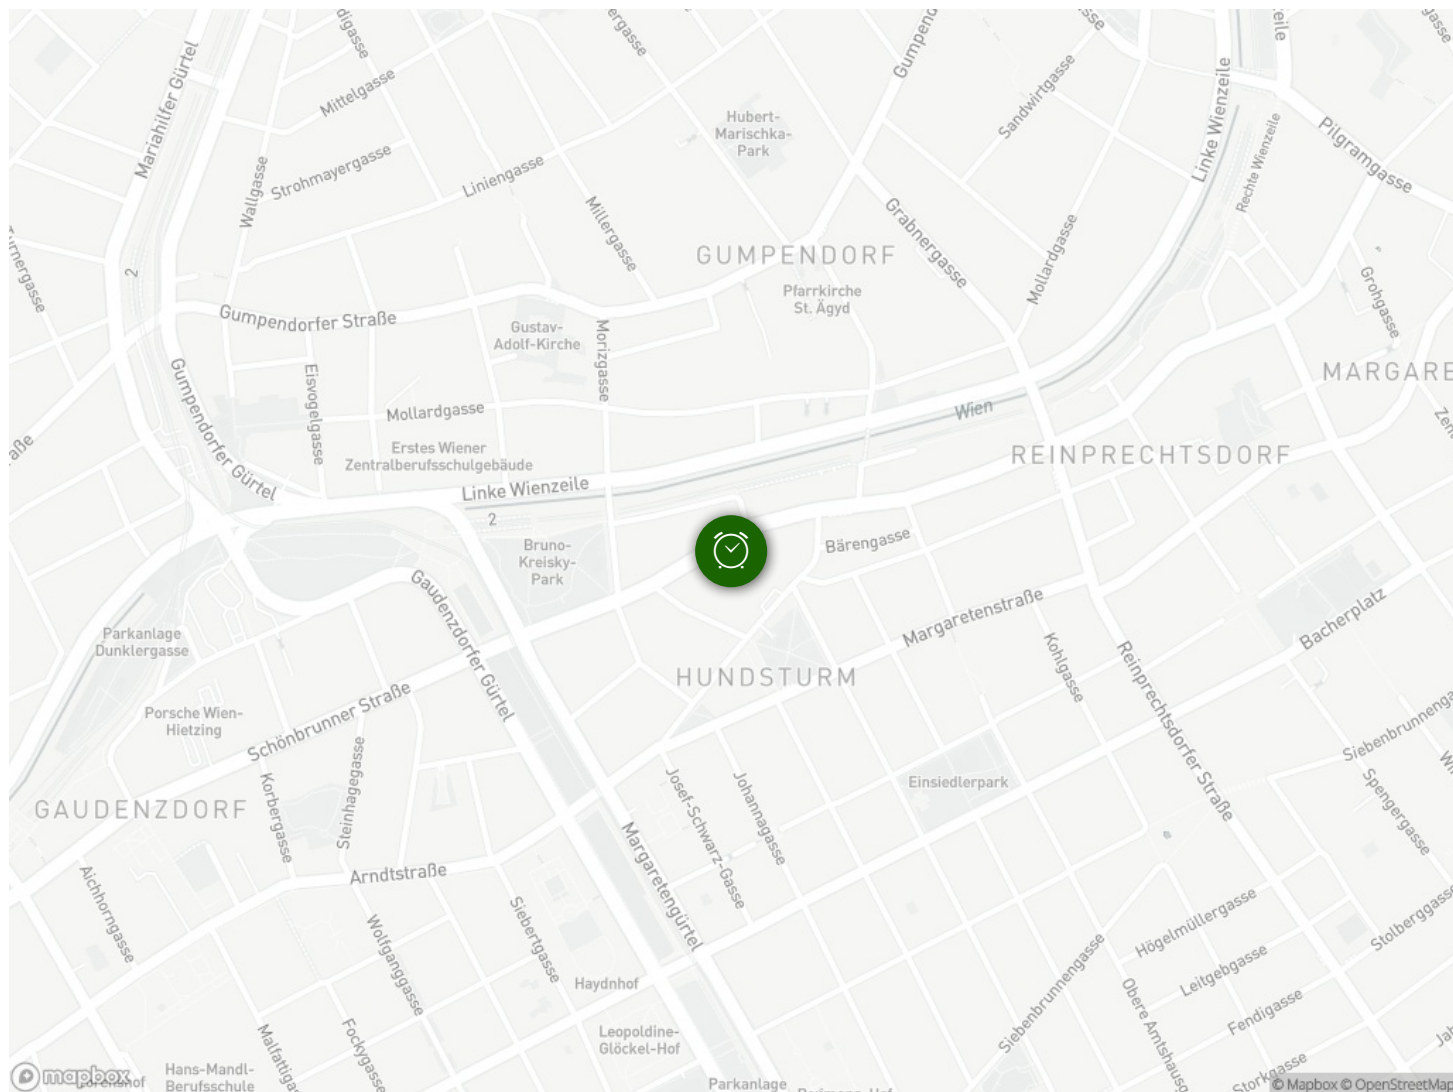 Mariahilfer Gürtel
Mittelgasse
Strohmayergasse
Wallgasse
Liniengasse
Millergasse
Hubert-
Marischka-
Park
Sandwirtgasse
Linke Wienzeile
Rechte Wienzeile
Pilgramgasse
Grabnergasse
Mollardgasse
GUMPENDORF
Pfarrkirche
St. Ägyd
Grohgasse
2
Gumpendorfer Straße
Gustav-
Adolf-Kirche
Morizgasse
Eisvogelgasse
Gumpendorfer Gürtel
Mollardgasse
Erstes Wiener
Zentralberufsschulgebäude
Linke Wienzeile
Wien
MARGARE
REINPRECHTSDORF
2
Bruno-
Kreisky-
Park
Bärengasse
Gaudenzdorfer Gürtel
Margaretenstraße
Bacherplatz
Kohlgasse
Parkanlage
Dunklergasse
HUNDSTURM
Reinprechtsdorfer Straße
Porsche Wien-
Hietzing
Schönbrunner Straße
Siebenbrunnenga
Spengergasse
Korbergasse
Steinhagegasse
Josef-Schwarz-Gasse
Johannagasse
Einsiedlerpark
GAUDENZDORF
Margaretengürtel
Arndtstraße
Aichhorngasse
Wolfganggasse
Siebertgasse
Haydnhof
Högelmüllergasse
Leitgebgasse
Stolberggasse
Siebenbrunnengasse
Obere Amtshaus
Fendigasse
Leopoldine-
Glöckel-Hof
Malfattiga
Fockygasse
Hans-Mandl-
Berufsschule
Parkanlage
Storkgasse
mapbox
© Mapbox © OpenStreetMap